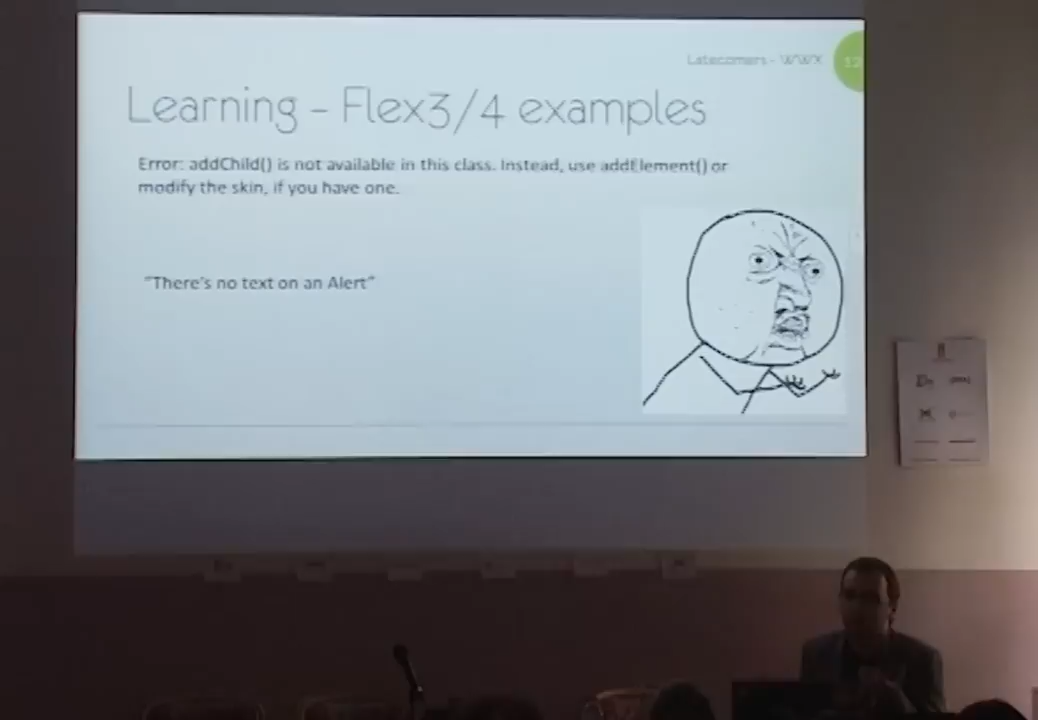 Latecomers - WWX
12
Learning - Flex3/4 examples
Error: addChild() is not available in this class. Instead, use addElement() or
modify the skin, if you have one.
"There's no text on an Alert"